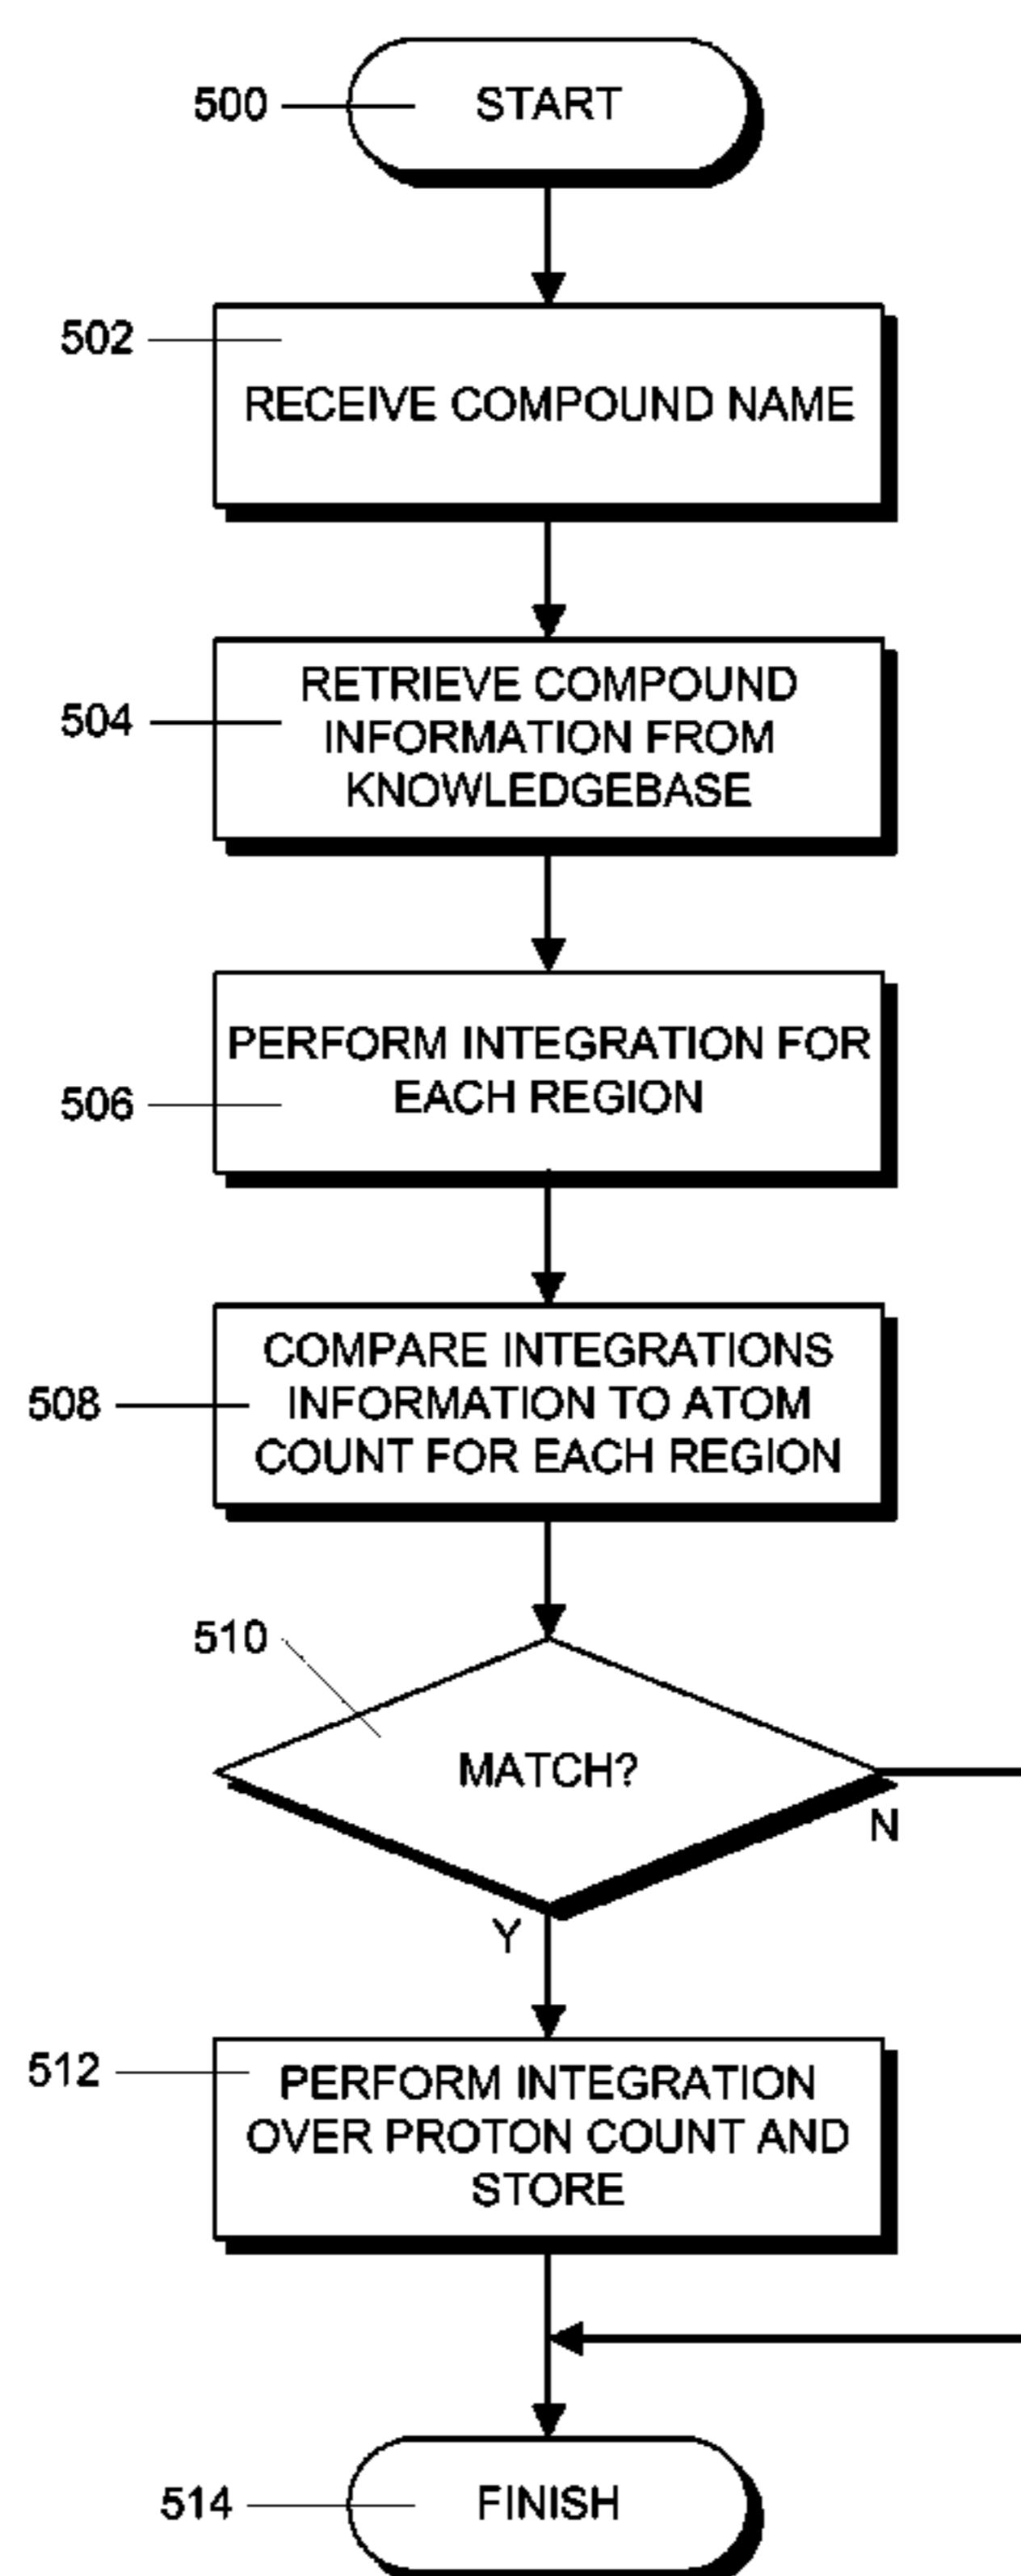 500
START
502
RECEIVE COMPOUND NAME
504
RETRIEVE COMPOUND
INFORMATION FROM
KNOWLEDGEBASE
506
PERFORM INTEGRATION FOR
EACH REGION
508
COMPARE INTEGRATIONS
INFORMATION TO ATOM
COUNT FOR EACH REGION
510
MATCH?
N
Y
512
PERFORM INTEGRATION
OVER PROTON COUNT AND
STORE
514
FINISH